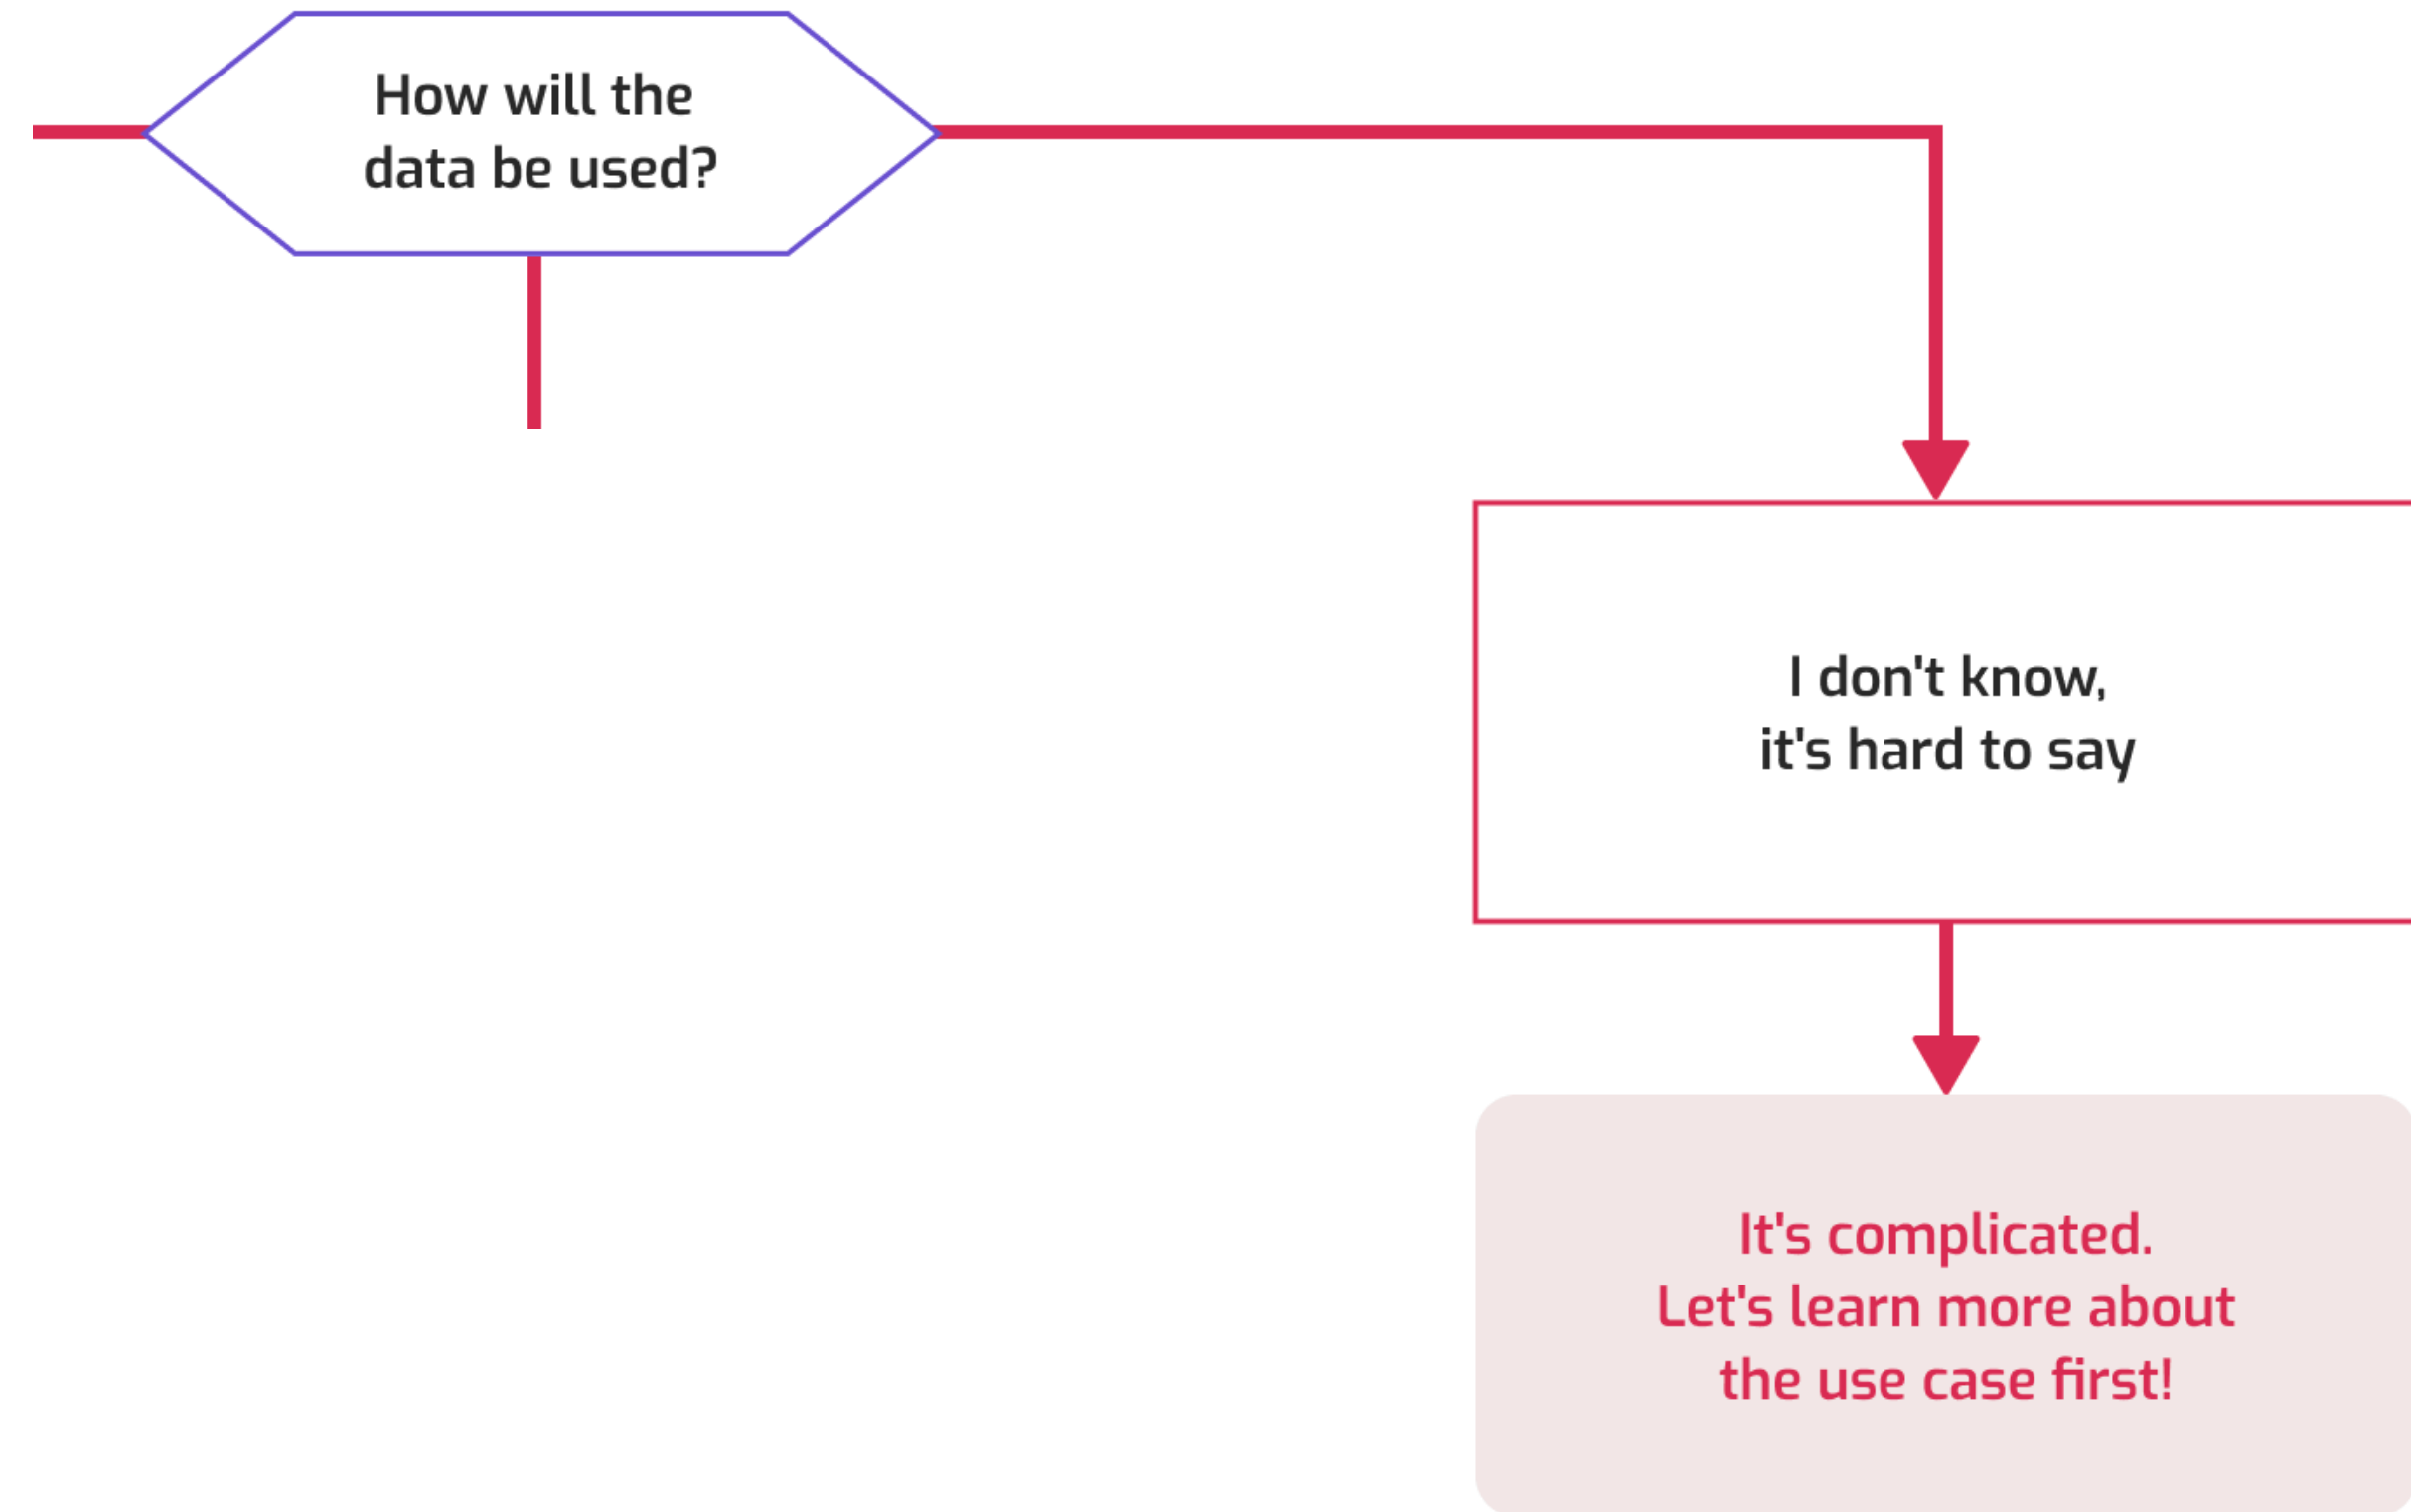 How will the
data be used?
I don't know,
it's hard to say
It's complicated.
Let's learn more about
the use case first!